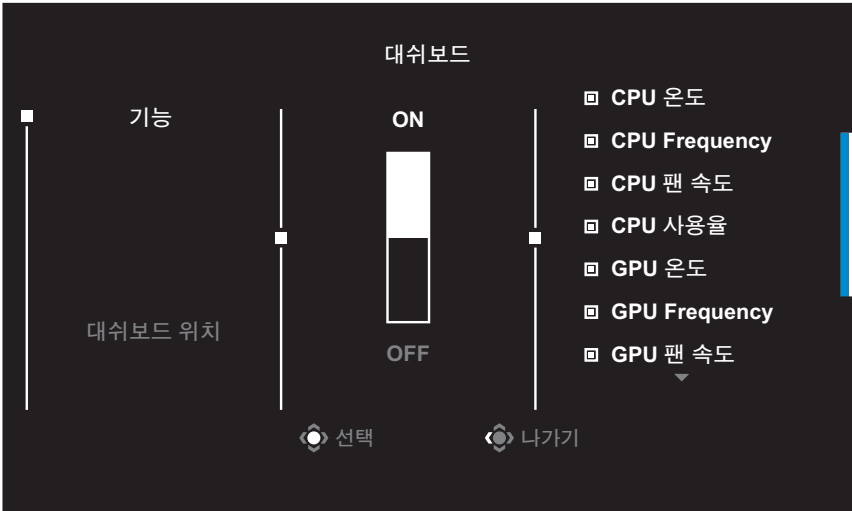 대쉬보드
기능
대쉬보드 위치
ON
OFF
CPU 온도
CPU Frequency
CPU 팬 속도
CPU 사용율
GPU 온도
GPU Frequency
GPU 팬 속도
선택
나가기